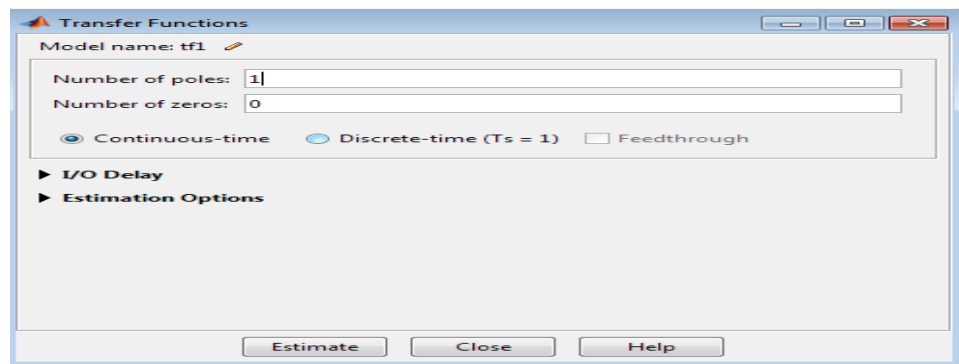 Transfer Functions
Model name: tf1
Number of poles: 1
Number of zeros: 0
Continuous-time Discrete-time (Ts = 1) Feedthrough
I/O Delay
Estimation Options
Estimate Close Help